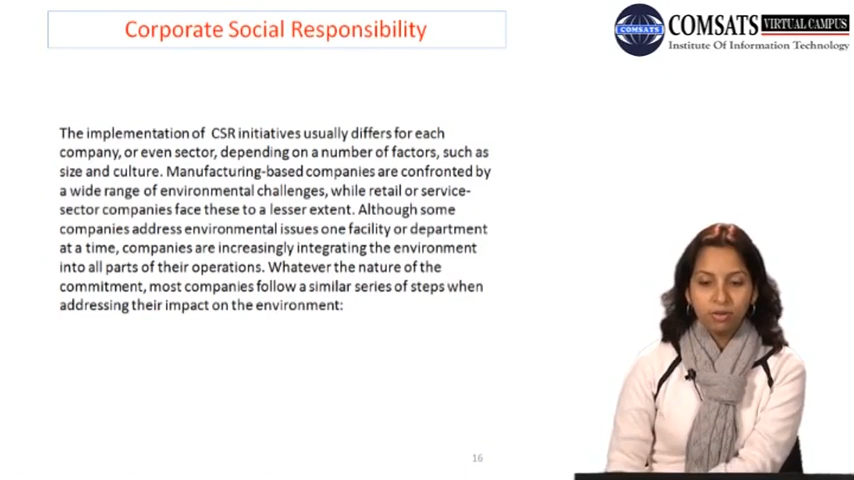 Corporate Social Responsibility
COMSATS
COMSATS VIRTUAL CAMPUS
Institute Of Information Technology
The implementation of CSR initiatives usually differs for each
company, or even sector, depending on a number of factors, such as
size and culture. Manufacturing-based companies are confronted by
a wide range of environmental challenges, while retail or service-
sector companies face these to a lesser extent. Although some
companies address environmental issues one facility or department
at a time, companies are increasingly integrating the environment
into all parts of their operations. Whatever the nature of the
commitment, most companies follow a similar series of steps when
addressing their impact on the environment:
16